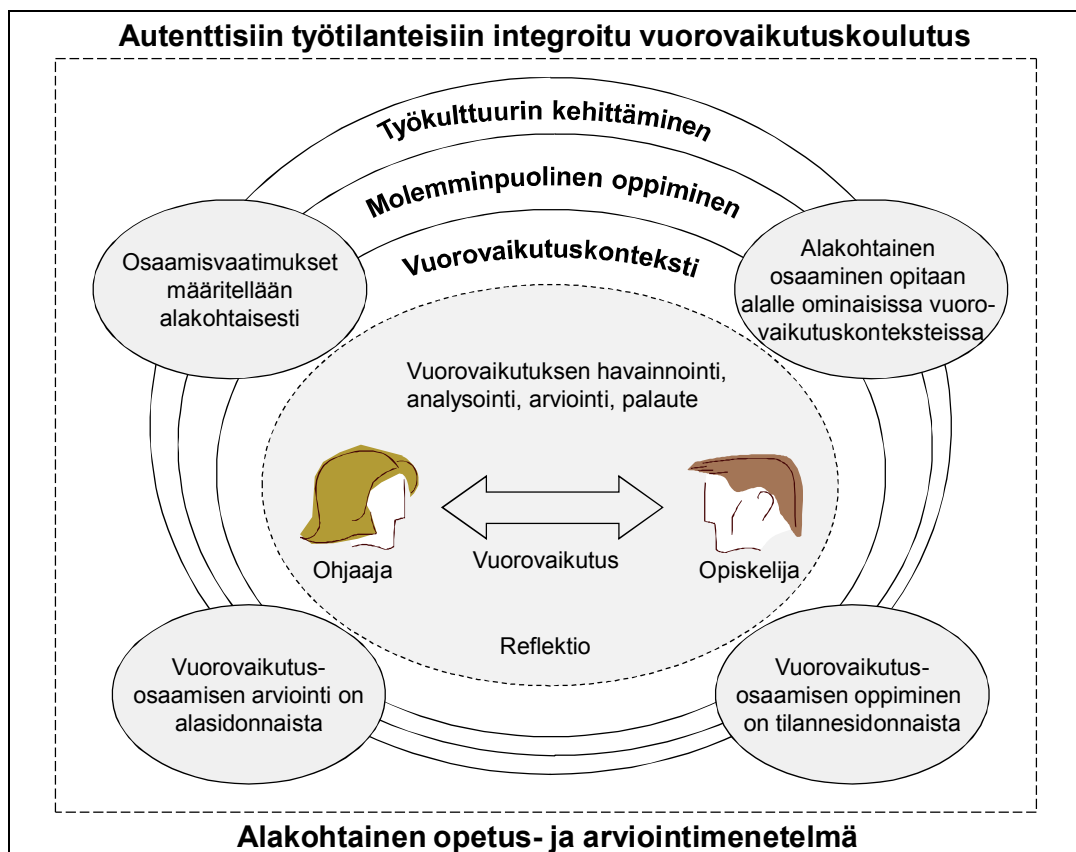 Autenttisiin työtilanteisiin integroitu vuorovaikutuskoulutus
Työkulttuurin kehittäminen
Molemminpuolinen oppiminen
Vuorovaikutuskonteksti
Osaamisvaatimukset
määritellään
alakohtaisesti
Alakohtainen
osaaminen opitaan
alalle ominaisissa vuoro-
vaikutuskonteksteissa
Vuorovaikutuksen havainnointi,
analysointi, arviointi, palaute
Vuorovaikutus
Ohjaaja
Opiskelija
Reflektio
Vuorovaikutus-
osaamisen arviointi on
alasidonnaista
Vuorovaikutus-
osaamisen oppiminen
on tilannesidonnaista
Alakohtainen opetus- ja arviointimenetelmä